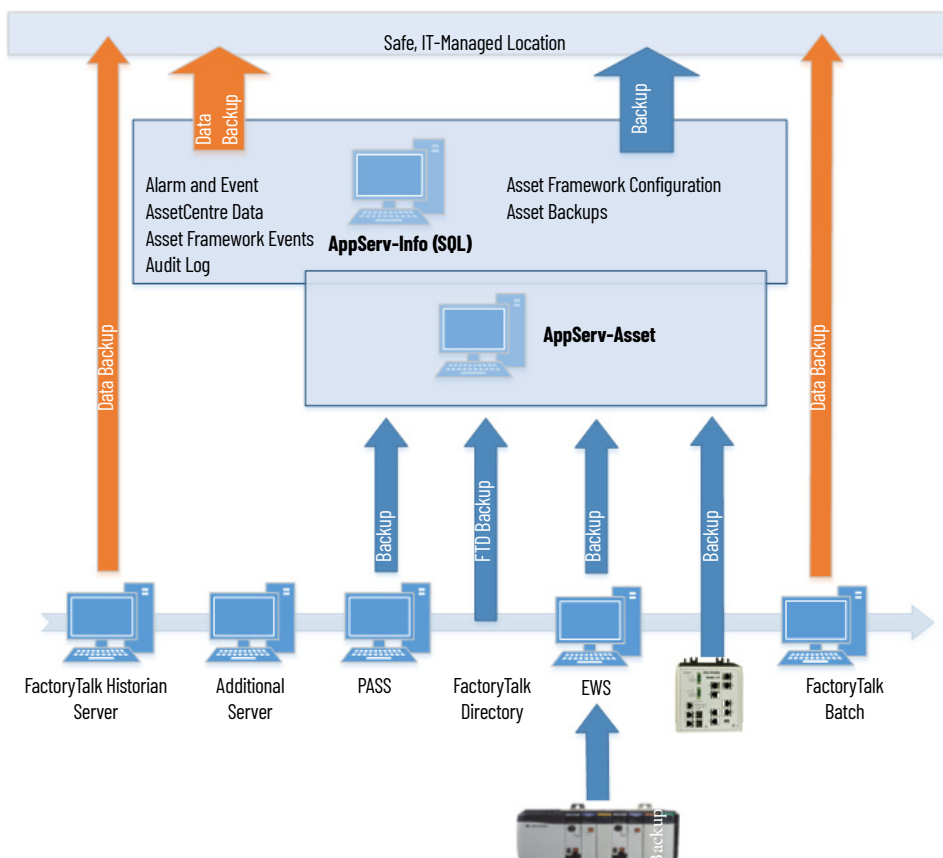 Safe, IT-Managed Location
Data
Backup
Backup
Alarm and Event
AssetCentre Data
Asset Framework Events
Audit Log
AppServ-Info (SQL)
Asset Framework Configuration
Asset Backups
AppServ-Asset
Data Backup
Backup
FTD Backup
Backup
Backup
Data Backup
FactoryTalk Historian
Server
Additional
Server
PASS
FactoryTalk
Directory
EWS
FactoryTalk
Batch
Backup